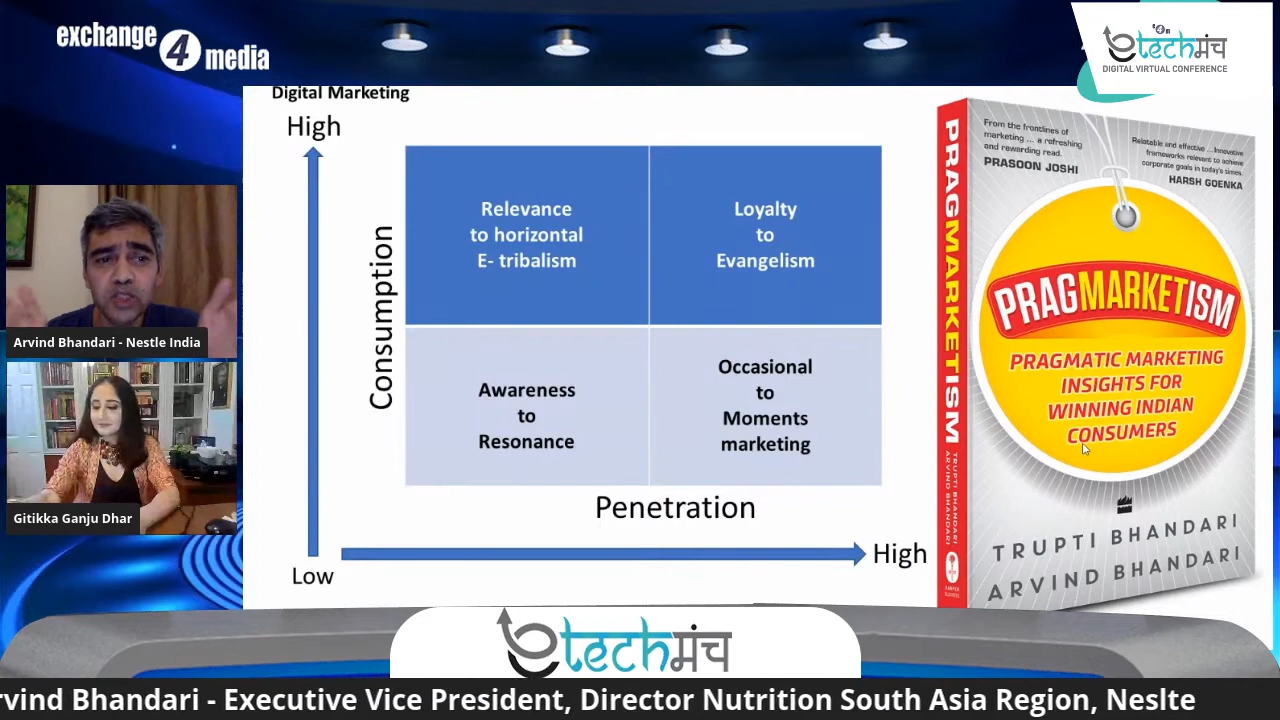 exchange
4
media
e4m
techमंच
DIGITAL VIRTUAL CONFERENCE
Digital Marketing
High
Consumption
Relevance
to horizontal
E- tribalism
Loyalty
to
Evangelism
Awareness
to
Resonance
Occasional
to
Moments
marketing
Penetration
Low
High
PRAGMARKETISM
TRUPTI BHANDARI
ARVIND BHANDARI
From the frontlines of
marketing ... a refreshing
and rewarding read.
PRASOON JOSHI
Relatable and effective ...Innovative
frameworks relevant to achieve
corporate goals in today's times.
HARSH GOENKA
PRAGMARKETISM
PRAGMATIC MARKETING
INSIGHTS FOR
WINNING INDIAN
CONSUMERS
TRUPTI BHANDARI
ARVIND BHANDARI
Arvind Bhandari - Nestle India
Gitikka Ganju Dhar
etechमंच
rvind Bhandari - Executive Vice President, Director Nutrition South Asia Region, Neslte